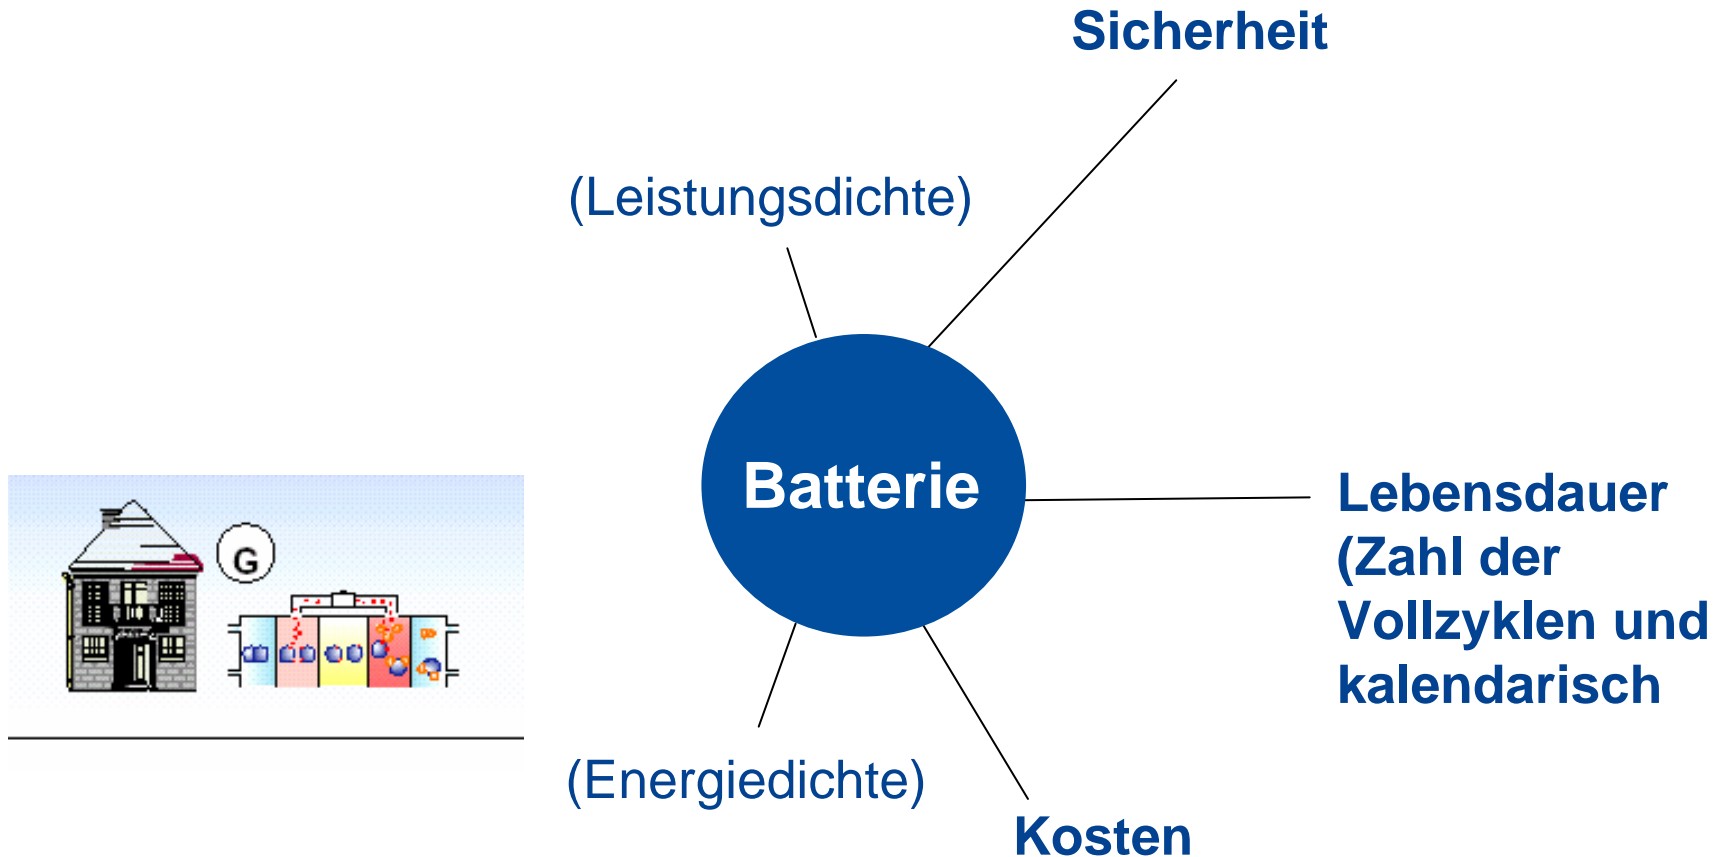 Sicherheit
(Leistungsdichte)
Batterie
Lebensdauer
(Zahl der
Vollzyklen und
kalendarisch
G
(Energiedichte)
Kosten